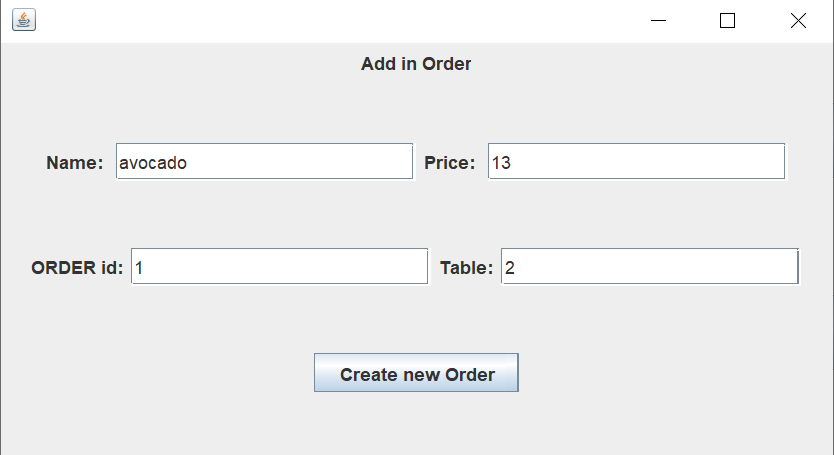 Add in Order
Name: avocado Price: 13
ORDER id: 1 Table: 2
Create new Order